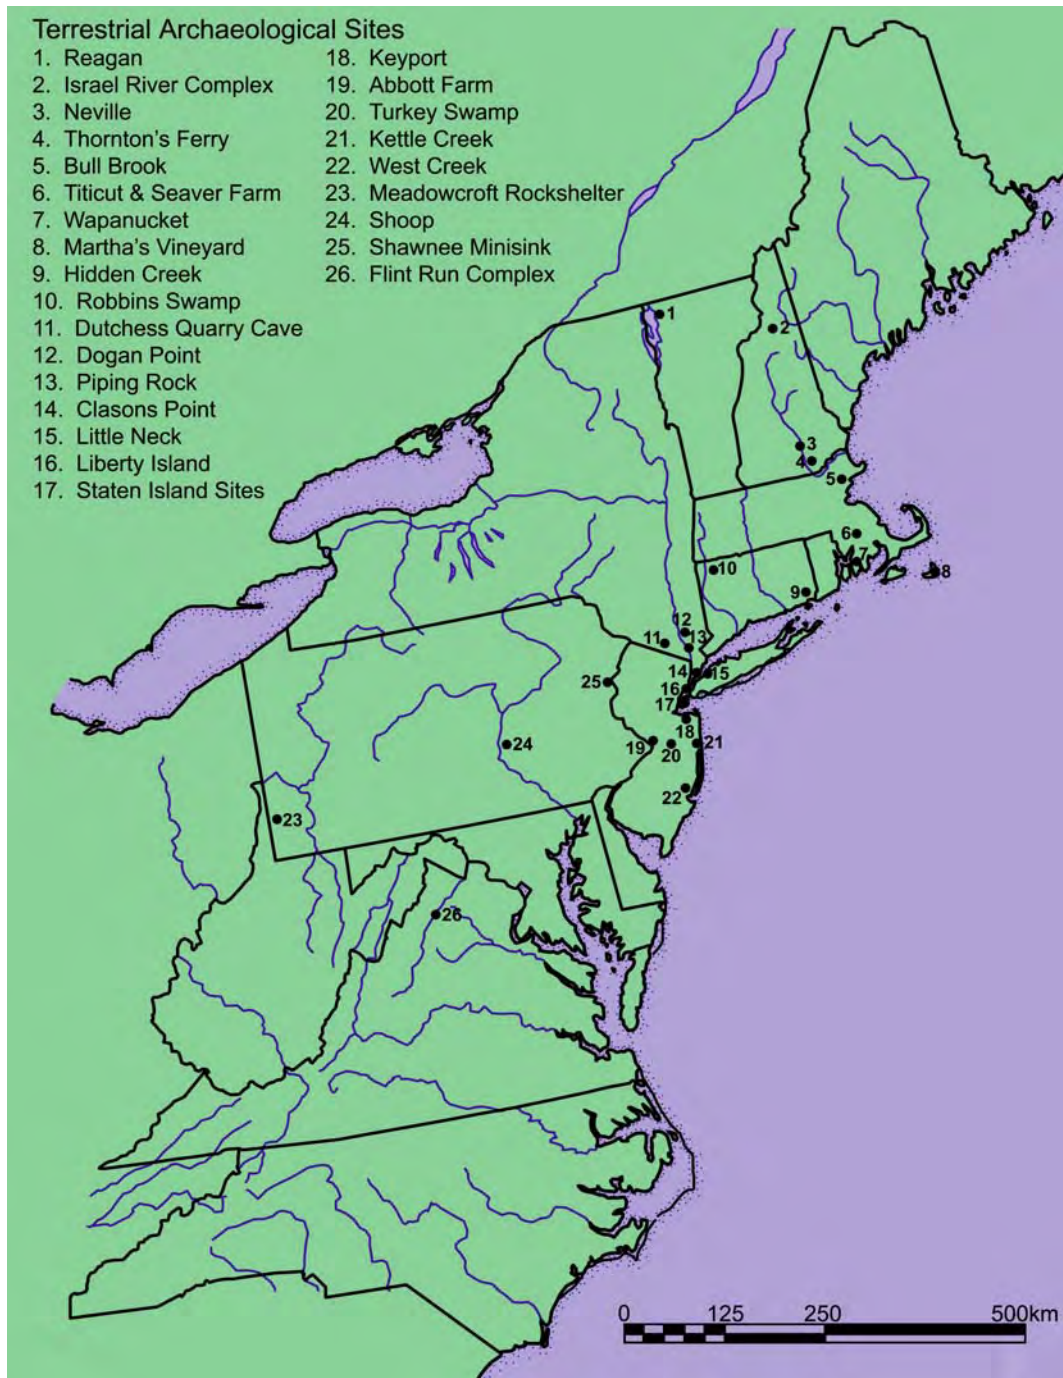 Terrestrial Archaeological Sites
1. Reagan
2. Israel River Complex
3. Neville
4. Thornton's Ferry
5. Bull Brook
6. Titicut & Seaver Farm
7. Wapanucket
8. Martha's Vineyard
9. Hidden Creek
10. Robbins Swamp
11. Dutchess Quarry Cave
12. Dogan Point
13. Piping Rock
14. Clasons Point
15. Little Neck
16. Liberty Island
17. Staten Island Sites
18. Keyport
19. Abbott Farm
20. Turkey Swamp
21. Kettle Creek
22. West Creek
23. Meadowcroft Rockshelter
24. Shoop
25. Shawnee Minisink
26. Flint Run Complex
1
2
3
4
5
6
7
8
10
9
12
11
13
14
15
25
16
17
18
19
20
21
24
22
23
26
0
125
250
500km